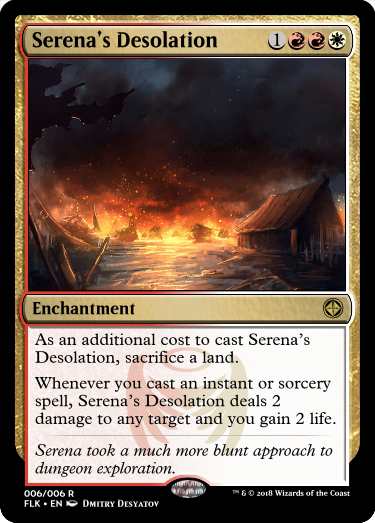 Serena's Desolation 1
Enchantment
As an additional cost to cast Serena's
Desolation, sacrifice a land.
Whenever you cast an instant or sorcery
spell, Serena's Desolation deals 2
damage to any target and you gain 2 life.
Serena took a much more blunt approach to
dungeon exploration.
006/006 R
FLK • EN Dmitry Desyatov
™ & © 2018 Wizards of the Coast